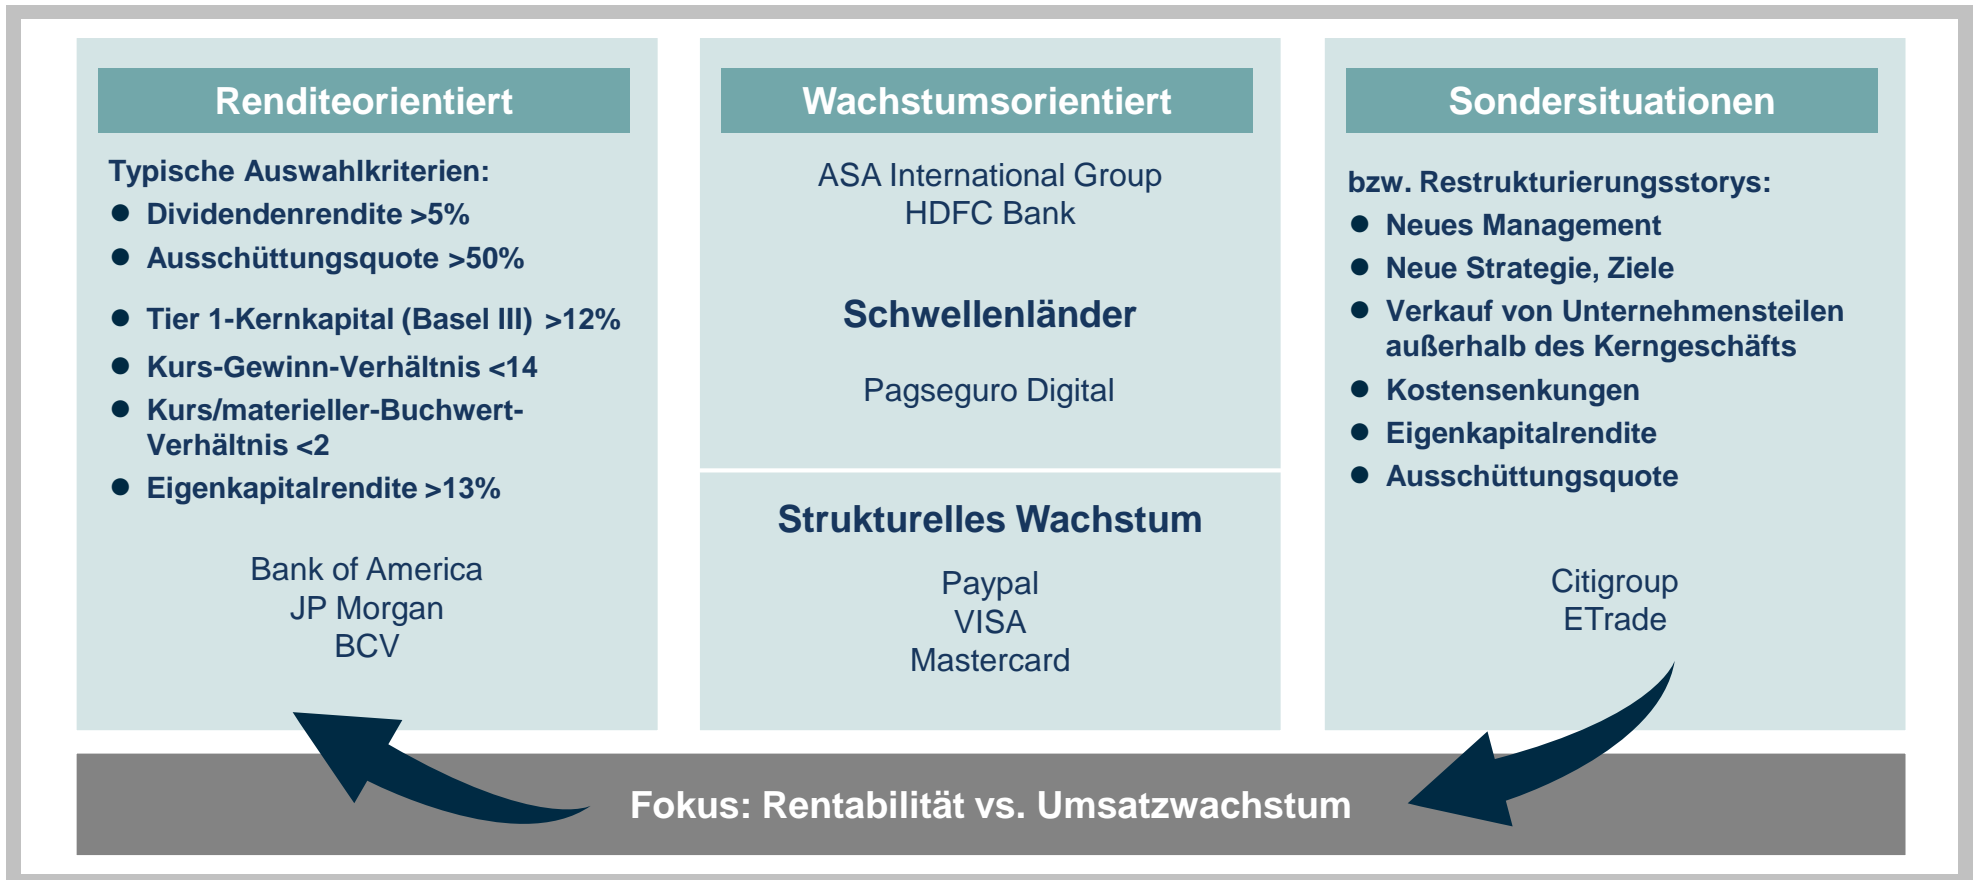 Renditeorientiert
Typische Auswahlkriterien:
● Dividendenrendite >5%
● Ausschüttungsquote >50%
● Tier 1-Kernkapital (Basel III) >12%
● Kurs-Gewinn-Verhältnis <14
● Kurs/materieller-Buchwert-
Verhältnis <2
● Eigenkapitalrendite >13%
Bank of America
JP Morgan
BCV
Wachstumsorientiert
ASA International Group
HDFC Bank
Schwellenländer
Pagseguro Digital
Strukturelles Wachstum
Paypal
VISA
Mastercard
Sondersituationen
bzw. Restrukturierungsstorys:
● Neues Management
● Neue Strategie, Ziele
● Verkauf von Unternehmensteilen
außerhalb des Kerngeschäfts
● Kostensenkungen
● Eigenkapitalrendite
● Ausschüttungsquote
Citigroup
ETrade
Fokus: Rentabilität vs. Umsatzwachstum